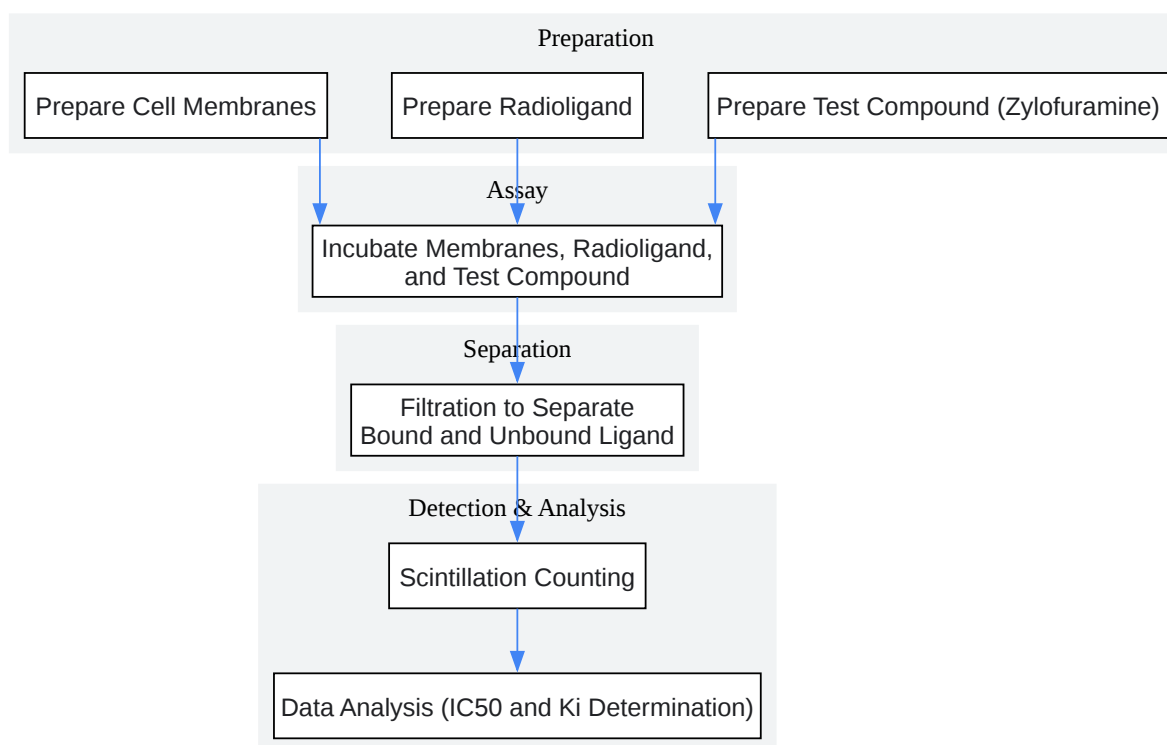 Preparation
Prepare Cell Membranes
Prepare Radioligand
Prepare Test Compound (Zylofuramine)
Assay
Incubate Membranes, Radioligand,
and Test Compound
Separation
Filtration to Separate
Bound and Unbound Ligand
Detection & Analysis
Scintillation Counting
Data Analysis (IC50 and Ki Determination)